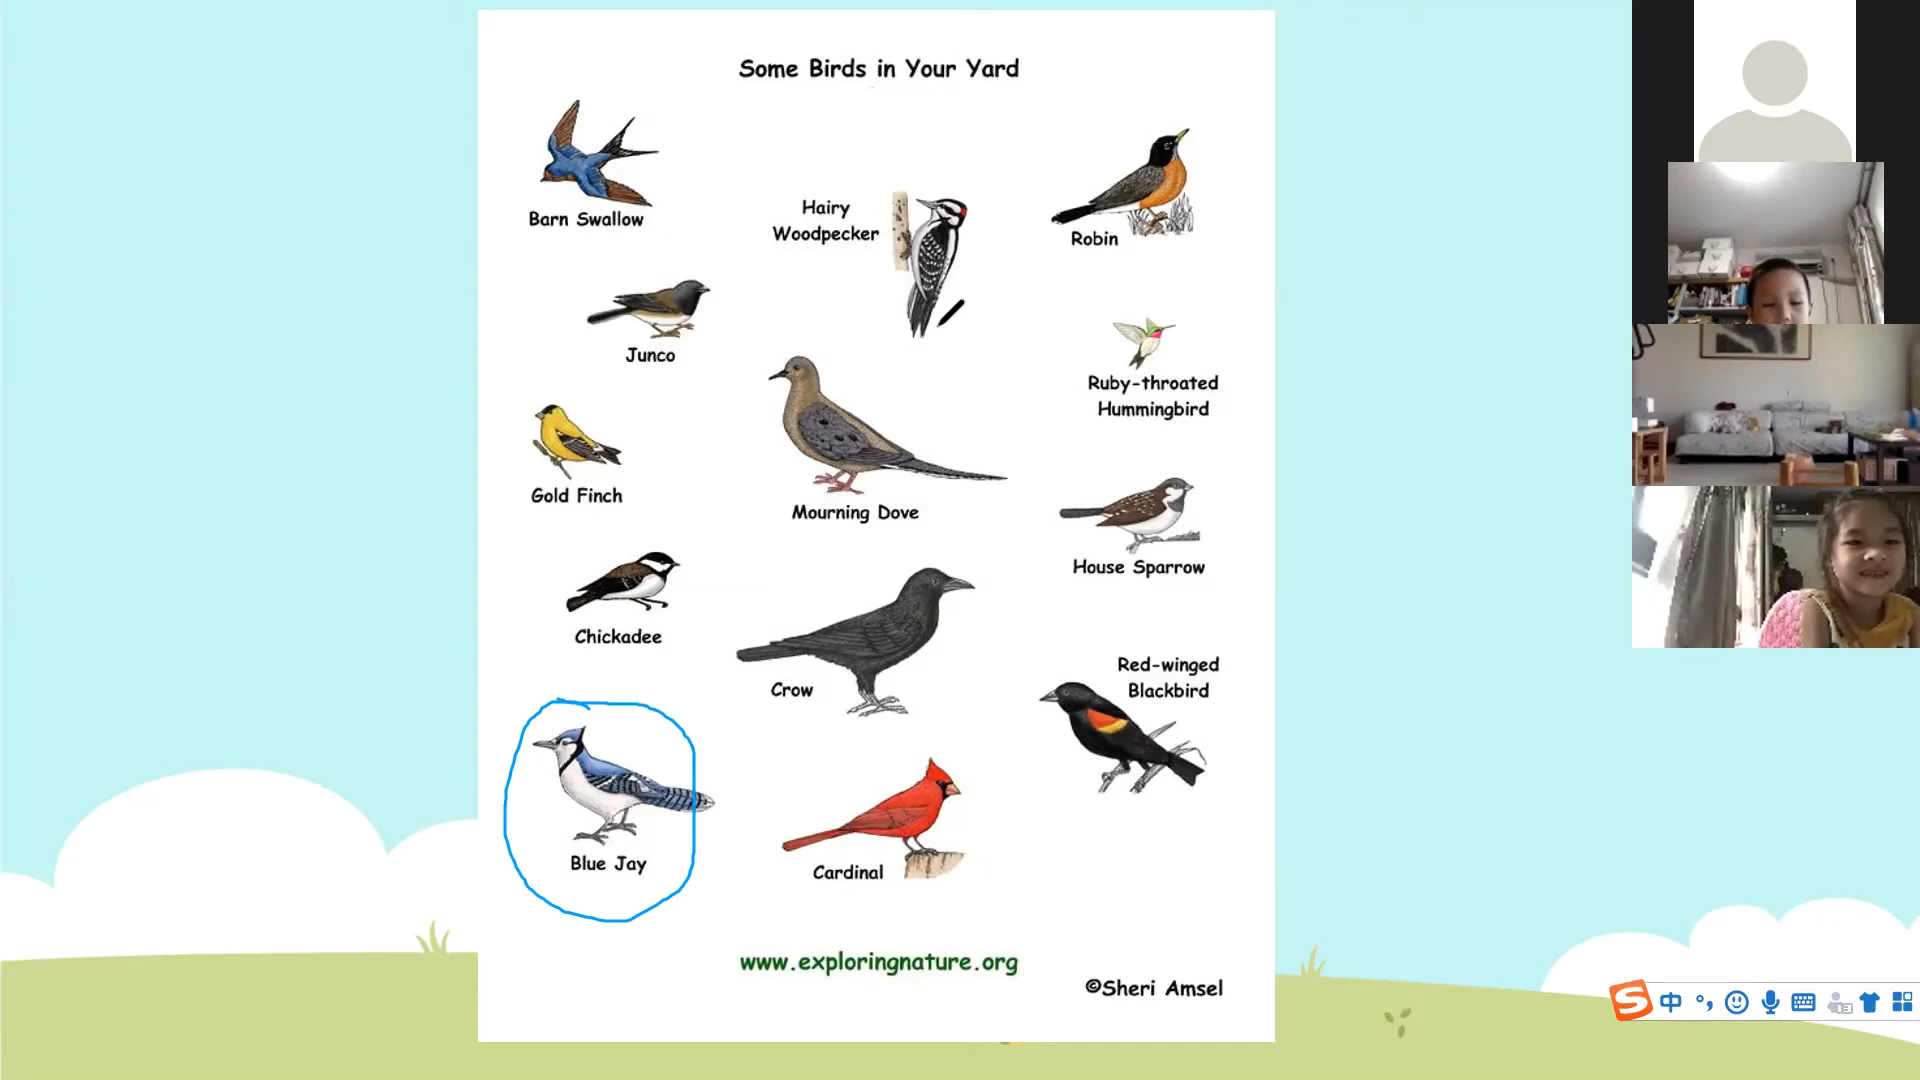 Some Birds in Your Yard
Barn Swallow
Hairy
Woodpecker
Robin
Junco
Ruby-throated
Hummingbird
Gold Finch
Mourning Dove
House Sparrow
Chickadee
Crow
Red-winged
Blackbird
Blue Jay
Cardinal
www.exploringnature.org
©Sheri Amsel
S中